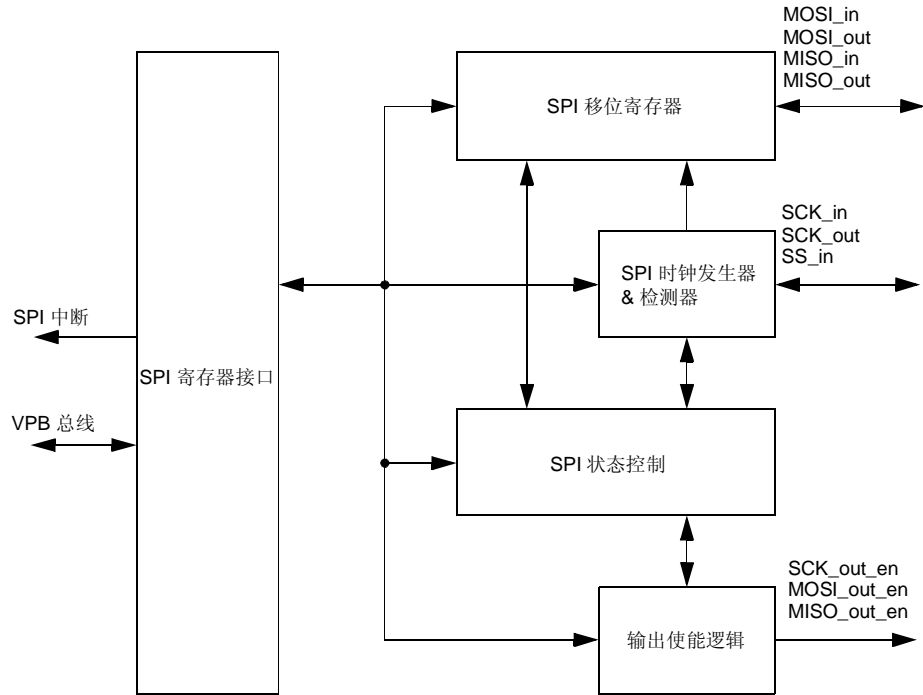 MOSI_in
MOSI_out
MISO_in
MISO_out
SPI 移位寄存器
SCK_in
SCK_out
SS_in
SPI 时钟发生器
& 检测器
SPI 中断
SPI 寄存器接口
VPB 总线
SPI 状态控制
SCK_out_en
MOSI_out_en
MISO_out_en
输出使能逻辑